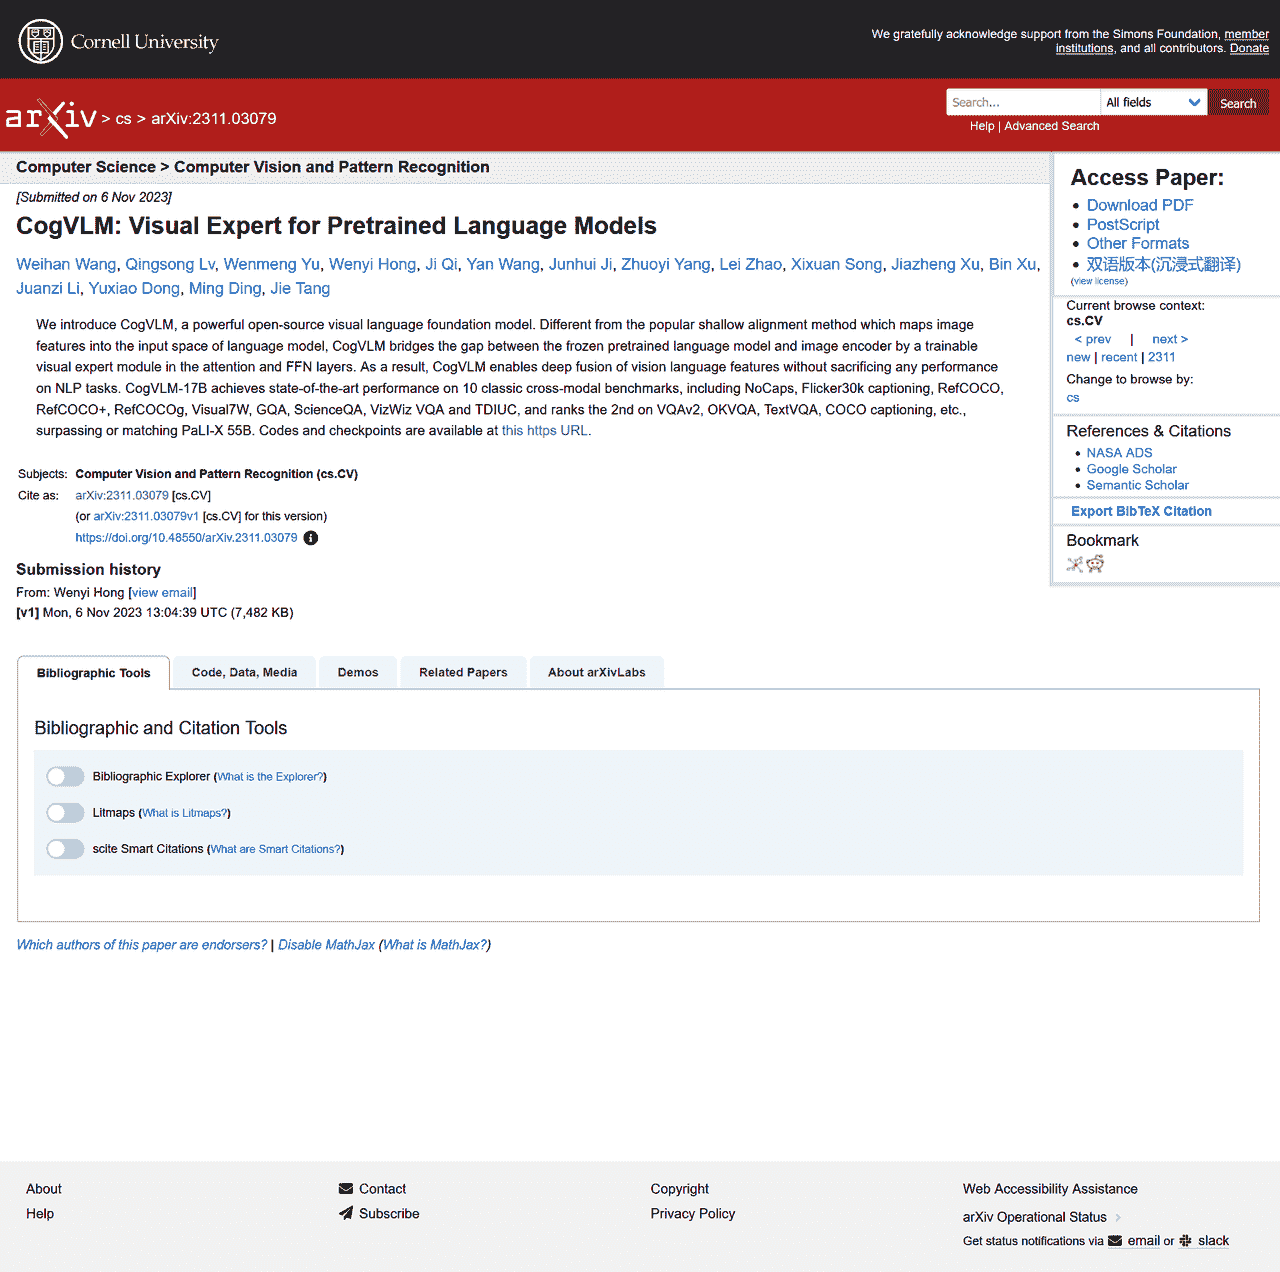 Cornell University
We gratefully acknowledge support from the Simons Foundation, member
institutions, and all contributors. Donate
arXiv > cs > arXiv:2311.03079
Search...
All fields
Search
Help | Advanced Search
Computer Science > Computer Vision and Pattern Recognition
[Submitted on 6 Nov 2023]
CogVLM: Visual Expert for Pretrained Language Models
Weihan Wang, Qingsong Lv, Wenmeng Yu, Wenyi Hong, Ji Qi, Yan Wang, Junhui Ji, Zhuoyi Yang, Lei Zhao, Xixuan Song, Jiazheng Xu, Bin Xu,
Juanzi Li, Yuxiao Dong, Ming Ding, Jie Tang
We introduce CogVLM, a powerful open-source visual language foundation model. Different from the popular shallow alignment method which maps image
features into the input space of language model, CogVLM bridges the gap between the frozen pretrained language model and image encoder by a trainable
visual expert module in the attention and FFN layers. As a result, CogVLM enables deep fusion of vision language features without sacrificing any performance
on NLP tasks. CogVLM-17B achieves state-of-the-art performance on 10 classic cross-modal benchmarks, including NoCaps, Flicker30k captioning, RefCOCO,
RefCOCO+, RefCOCOg, Visual7W, GQA, ScienceQA, VizWiz VQA and TDIUC, and ranks the 2nd on VQAv2, OKVQA, TextVQA, COCO captioning, etc.,
surpassing or matching PaLI-X 55B. Codes and checkpoints are available at this https URL.
Subjects: Computer Vision and Pattern Recognition (cs.CV)
Cite as: arXiv:2311.03079 [cs.CV]
(or arXiv:2311.03079v1 [cs.CV] for this version)
https://doi.org/10.48550/arXiv.2311.03079
Submission history
From: Wenyi Hong [view email]
[v1] Mon, 6 Nov 2023 13:04:39 UTC (7,482 KB)
Access Paper:
Download PDF
PostScript
Other Formats
双语版本(沉浸式翻译)
(view license)
Current browse context:
cs.CV
< prev | next >
new | recent | 2311
Change to browse by:
cs
References & Citations
NASA ADS
Google Scholar
Semantic Scholar
Export BibTeX Citation
Bookmark
Bibliographic Tools
Code, Data, Media
Demos
Related Papers
About arXivLabs
Bibliographic and Citation Tools
Bibliographic Explorer (What is the Explorer?)
Litmaps (What is Litmaps?)
scite Smart Citations (What are Smart Citations?)
Which authors of this paper are endorsers? | Disable MathJax (What is MathJax?)
About
Help
Contact
Subscribe
Copyright
Privacy Policy
Web Accessibility Assistance
arXiv Operational Status >
Get status notifications via email or slack